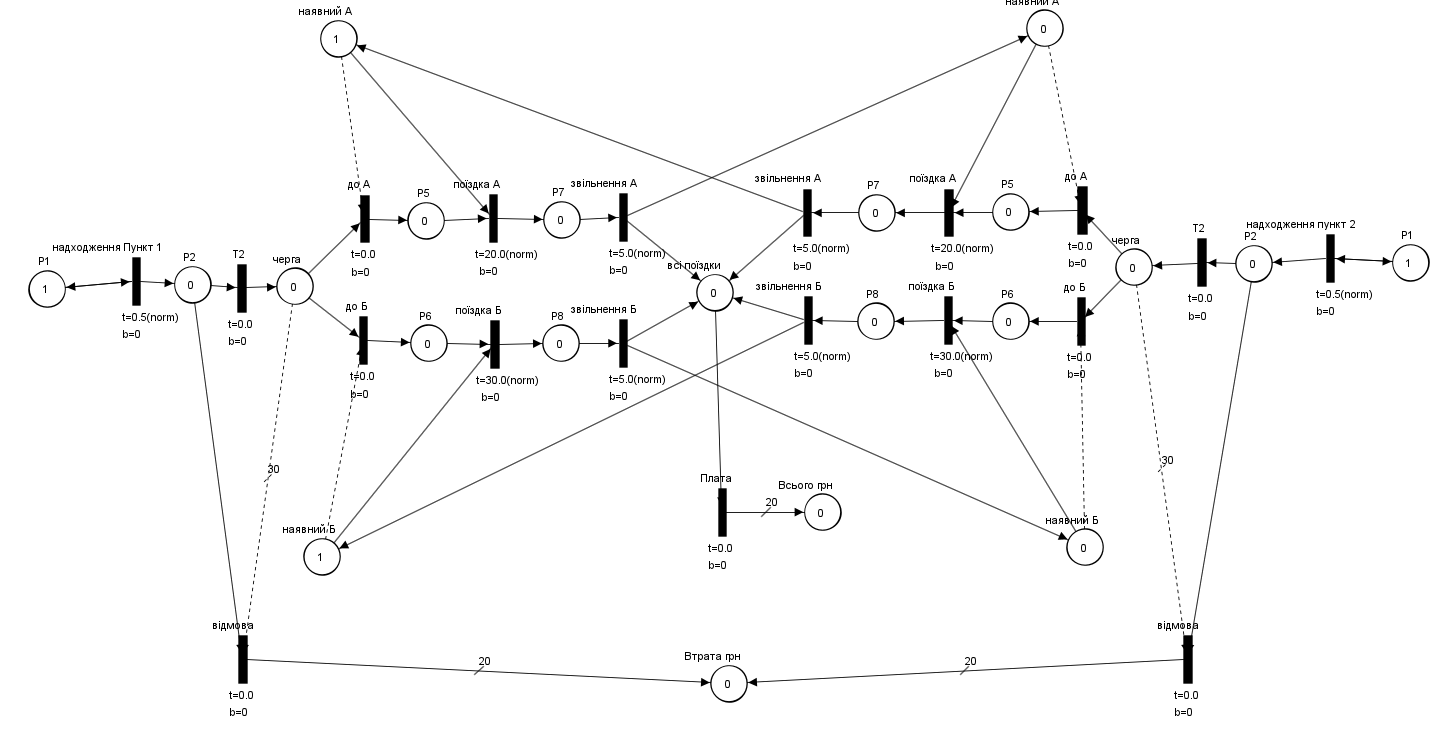 наявний А
1
наявний А
0
до А
t=0.0
b=0
P5
0
поїздка А
t=20.0(norm)
b=0
P7
0
звільнення А
t=5.0(norm)
b=0
звільнення А
t=5.0(norm)
b=0
P7
0
поїздка А
t=20.0(norm)
b=0
P5
0
до А
t=0.0
b=0
P1
1
надходження Пункт 1
t=0.5(norm)
b=0
P2
0
T2
t=0.0
черга
0
всі поїздки
0
черга
0
T2
t=0.0
P2
0
надходження пункт 2
t=0.5(norm)
b=0
P1
1
до Б
t=0.0
b=0
P6
0
поїздка Б
t=30.0(norm)
b=0
P8
0
звільнення Б
t=5.0(norm)
b=0
звільнення Б
t=5.0(norm)
b=0
P8
0
поїздка Б
t=30.0(norm)
b=0
P6
0
до Б
t=0.0
b=0
30
30
Плата
t=0.0
b=0
20
Всього грн
0
наявний Б
1
наявний Б
0
відмова
t=0.0
b=0
20
Втрата грн
0
20
відмова
t=0.0
b=0